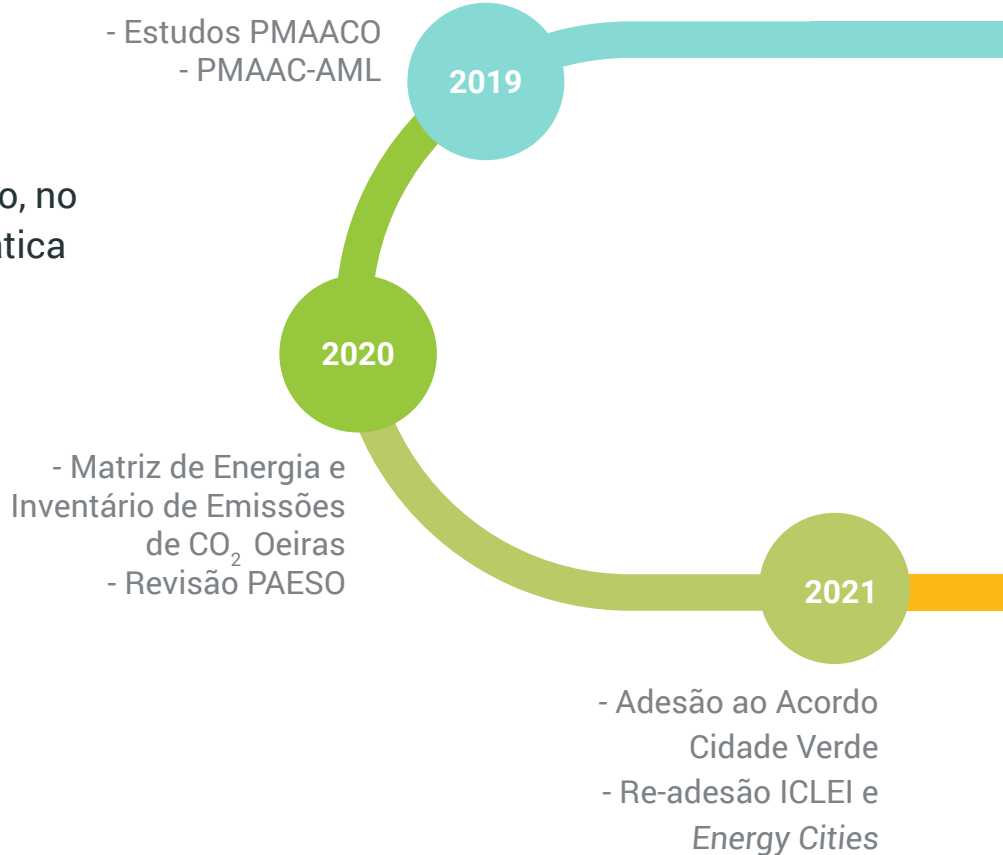 - Estudos PMAACO
- PMAAC-AML
2019
o, no
2020
- Matriz de Energia e
Inventário de Emissões
de CO₂ Oeiras
- Revisão PAESO
2021
- Adesão ao Acordo
Cidade Verde
- Re-adesão ICLEI e
Energy Cities